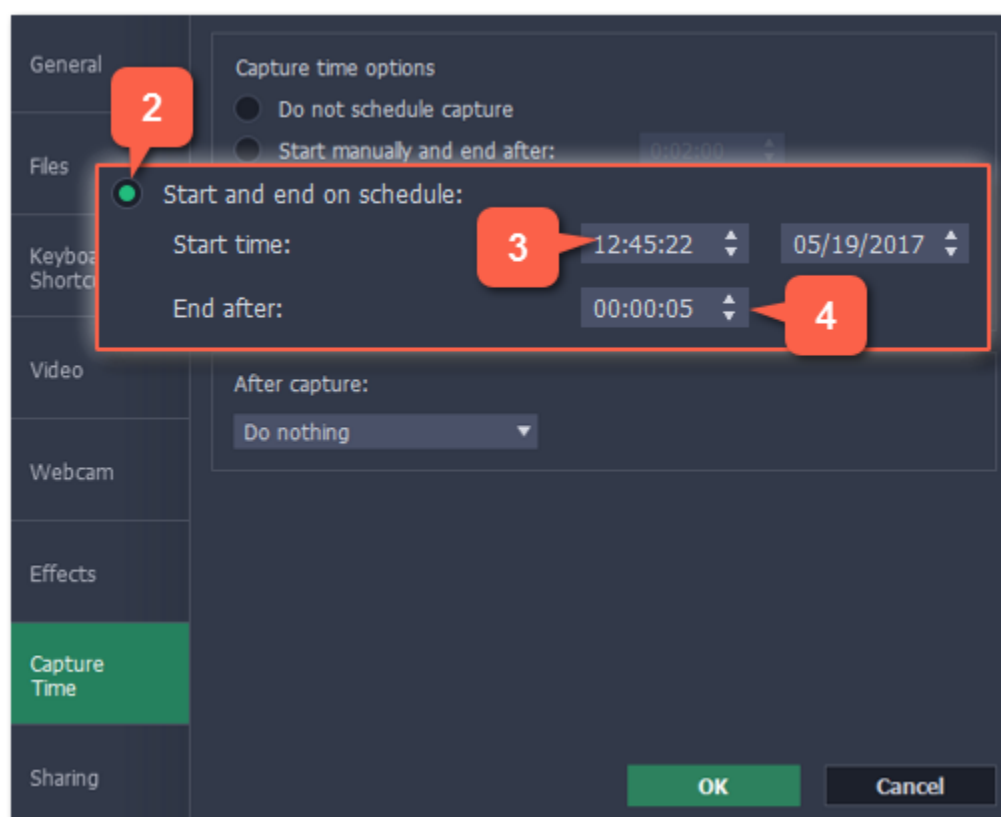 General
Files
Shortc
Video
Webcam
Effects
Capture
Time
Sharing
Capture time options
Do not schedule capture
Start manually and end after: 0:02:00
2
Start and end on schedule:
Start time: 3 12:45:22 05/19/2017
End after: 00:00:05 4
After capture:
Do nothing
OK Cancel